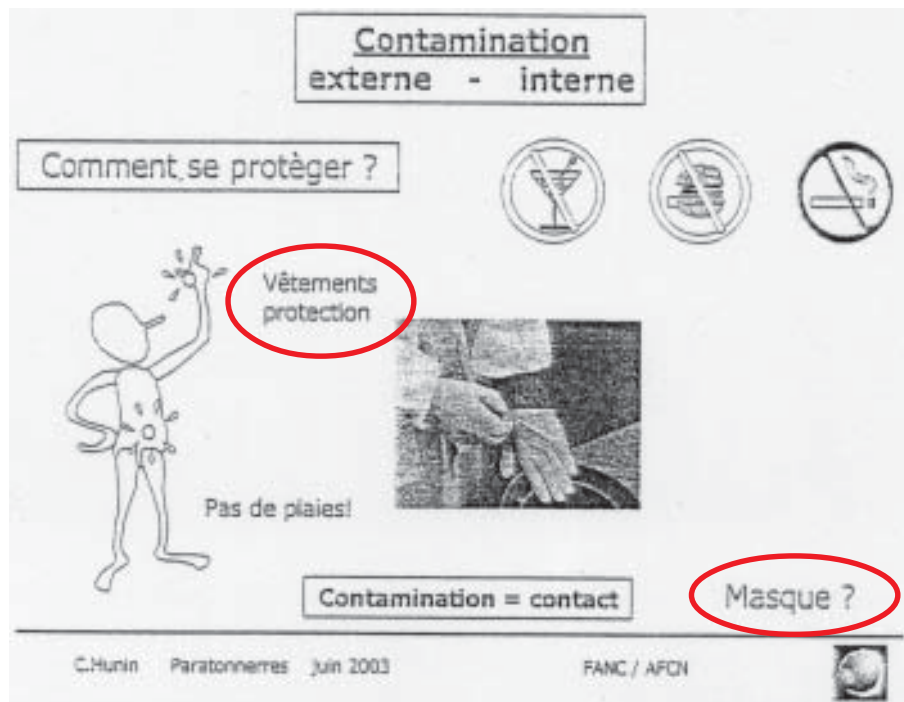 Contamination
externe - interne
Comment se protèger ?
Vêtements
protection
Pas de plaies!
Contamination = contact
Masque ?
C.Hunin Paratonnerres juin 2003 FANC / AFCN